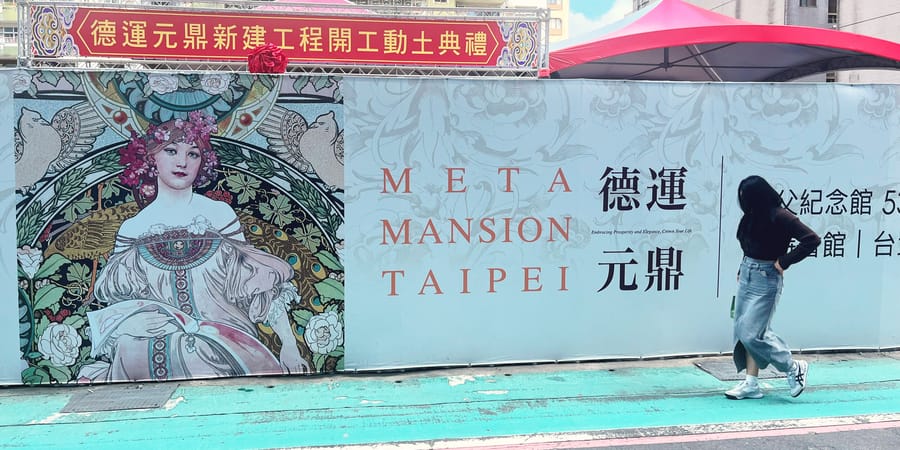 德運元鼎新建工程開工動土典禮
META
MANSION
TAIPEI
德運
Embracing Prosperity and Elegance, Crown Your Life
元鼎
父紀念館 53
館 | 台